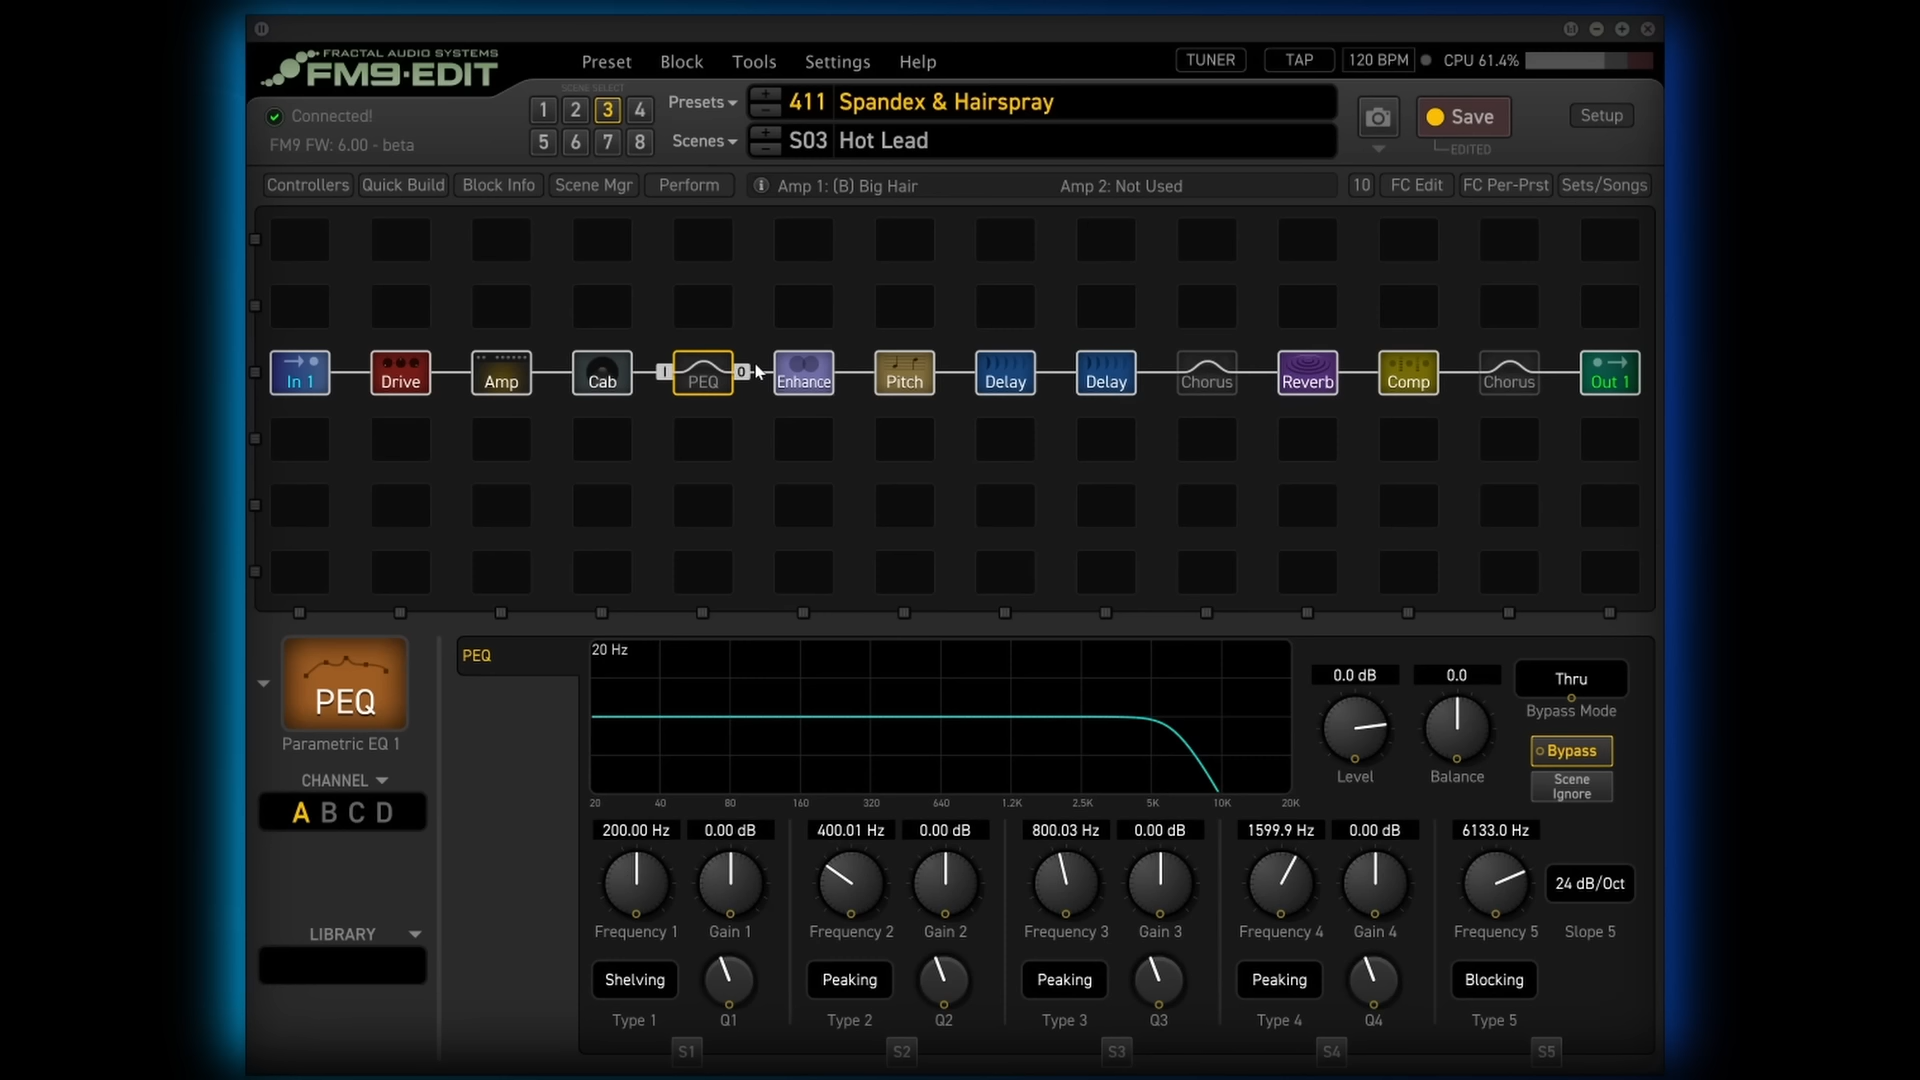 FRACTAL AUDIO SYSTEMS
FM9-EDIT
Preset Block Tools Settings Help
TUNER TAP 120 BPM CPU 61.4%
SCENE SELECT
1 2 3 4
5 6 7 8
Connected!
FM9 FW: 6.00 - beta
Presets 411 Spandex & Hairspray
Scenes S03 Hot Lead
Save
EDITED
Setup
Controllers Quick Build Block Info Scene Mgr Perform
Amp 1: (B) Big Hair Amp 2: Not Used
10 FC Edit FC Per-Prst Sets/Songs
In 1 Drive Amp Cab I PEQ O Enhance Pitch Delay Delay Chorus Reverb Comp Chorus Out 1
PEQ
Parametric EQ 1
CHANNEL
A B C D
LIBRARY
PEQ
20 Hz
20 40 80 160 320 640 1.2K 2.5K 5K 10K 20K
0.0 dB 0.0 Thru
Level Balance Bypass Mode
Bypass
Scene
Ignore
200.00 Hz 0.00 dB 400.01 Hz 0.00 dB 800.03 Hz 0.00 dB 1599.9 Hz 0.00 dB 6133.0 Hz
24 dB/Oct
Frequency 1 Gain 1 Frequency 2 Gain 2 Frequency 3 Gain 3 Frequency 4 Gain 4 Frequency 5 Slope 5
Shelving Peaking Peaking Peaking Blocking
Type 1 Q1 Type 2 Q2 Type 3 Q3 Type 4 Q4 Type 5
S1 S2 S3 S4 S5